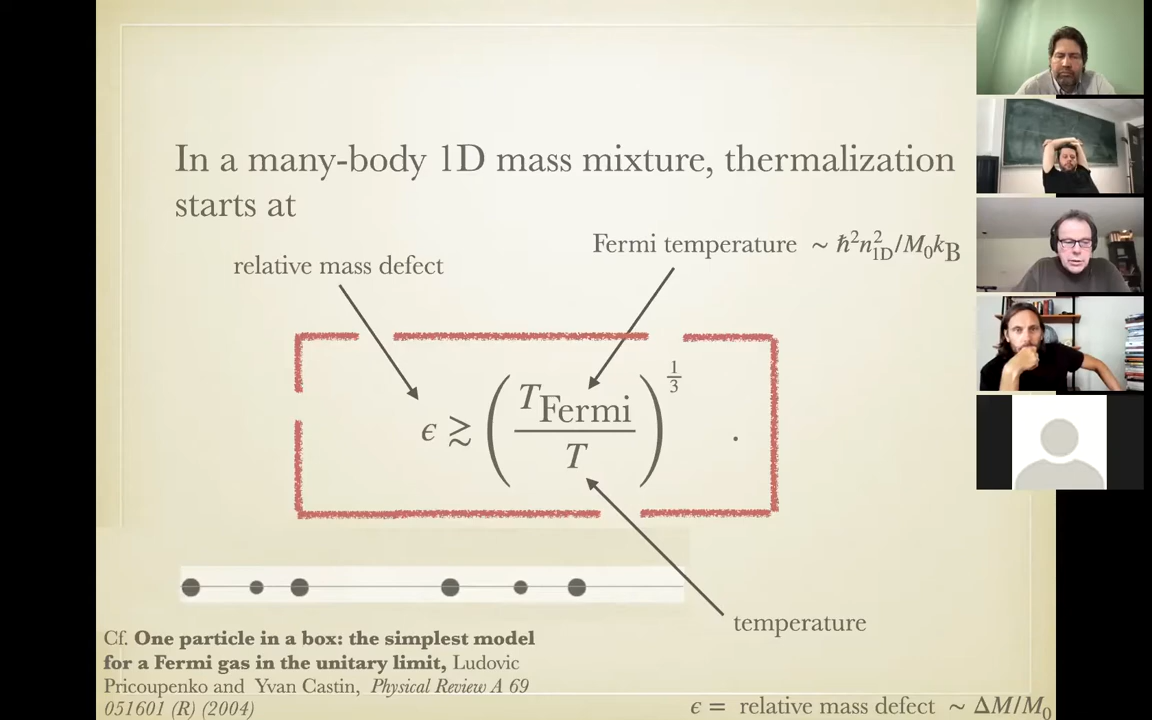 In a many-body 1D mass mixture, thermalization
starts at
relative mass defect
Fermi temperature ~ ℏ²n²1D/M₀kB
ϵ ≳ (TFermi/T)^1/3 .
temperature
Cf. One particle in a box: the simplest model
for a Fermi gas in the unitary limit, Ludovic
Pricoupenko and Yvan Castin, Physical Review A 69
051601 (R) (2004)
ϵ = relative mass defect ~ ΔM/M₀